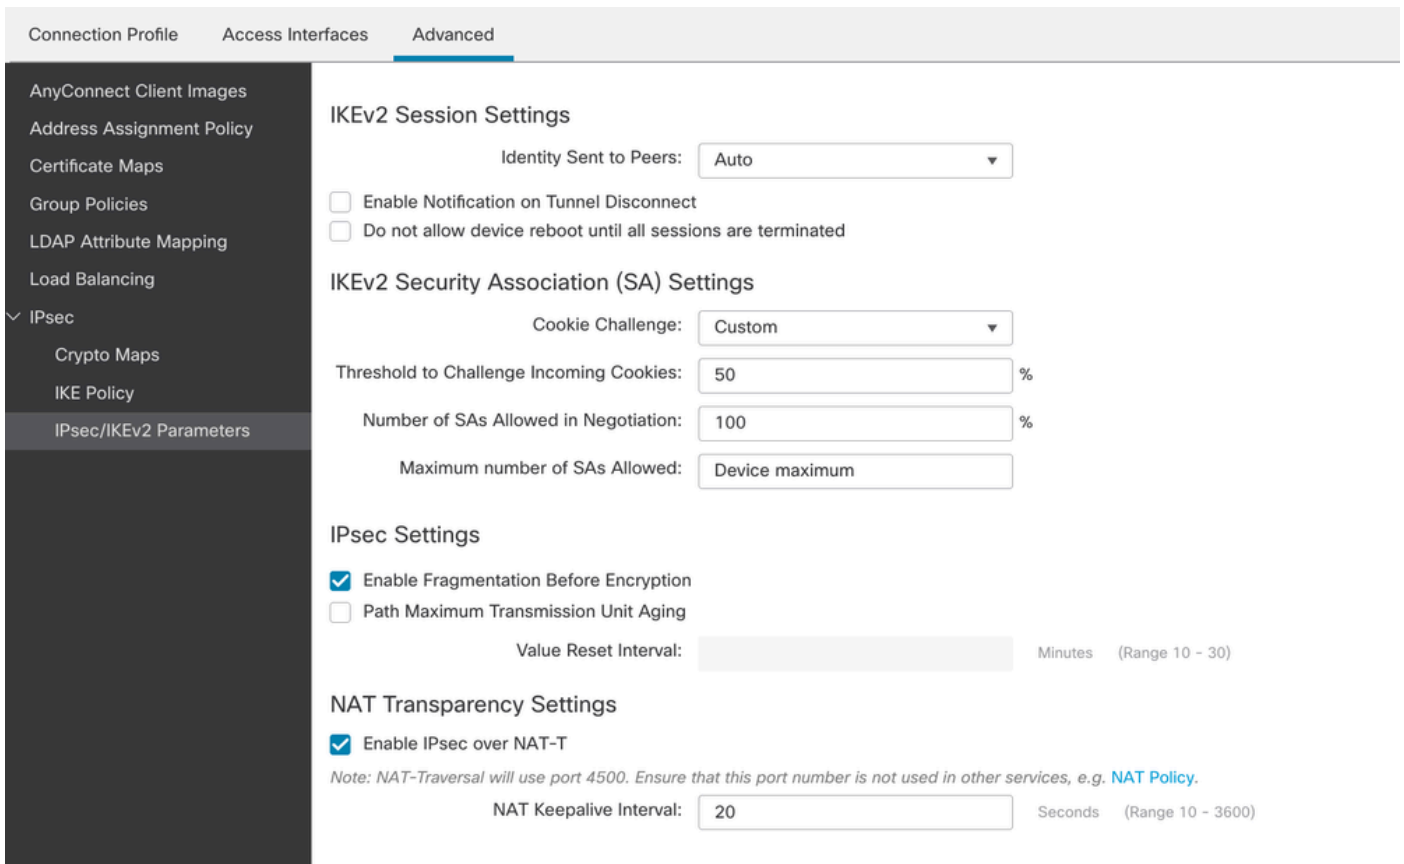 Connection Profile Access Interfaces Advanced
AnyConnect Client Images
Address Assignment Policy
Certificate Maps
Group Policies
LDAP Attribute Mapping
Load Balancing
IPsec
Crypto Maps
IKE Policy
IPsec/IKEv2 Parameters
IKEv2 Session Settings
Identity Sent to Peers: Auto
Enable Notification on Tunnel Disconnect
Do not allow device reboot until all sessions are terminated
IKEv2 Security Association (SA) Settings
Cookie Challenge: Custom
Threshold to Challenge Incoming Cookies: 50 %
Number of SAs Allowed in Negotiation: 100 %
Maximum number of SAs Allowed: Device maximum
IPsec Settings
Enable Fragmentation Before Encryption
Path Maximum Transmission Unit Aging
Value Reset Interval: Minutes (Range 10 - 30)
NAT Transparency Settings
Enable IPsec over NAT-T
Note: NAT-Traversal will use port 4500. Ensure that this port number is not used in other services, e.g. NAT Policy.
NAT Keepalive Interval: 20 Seconds (Range 10 - 3600)